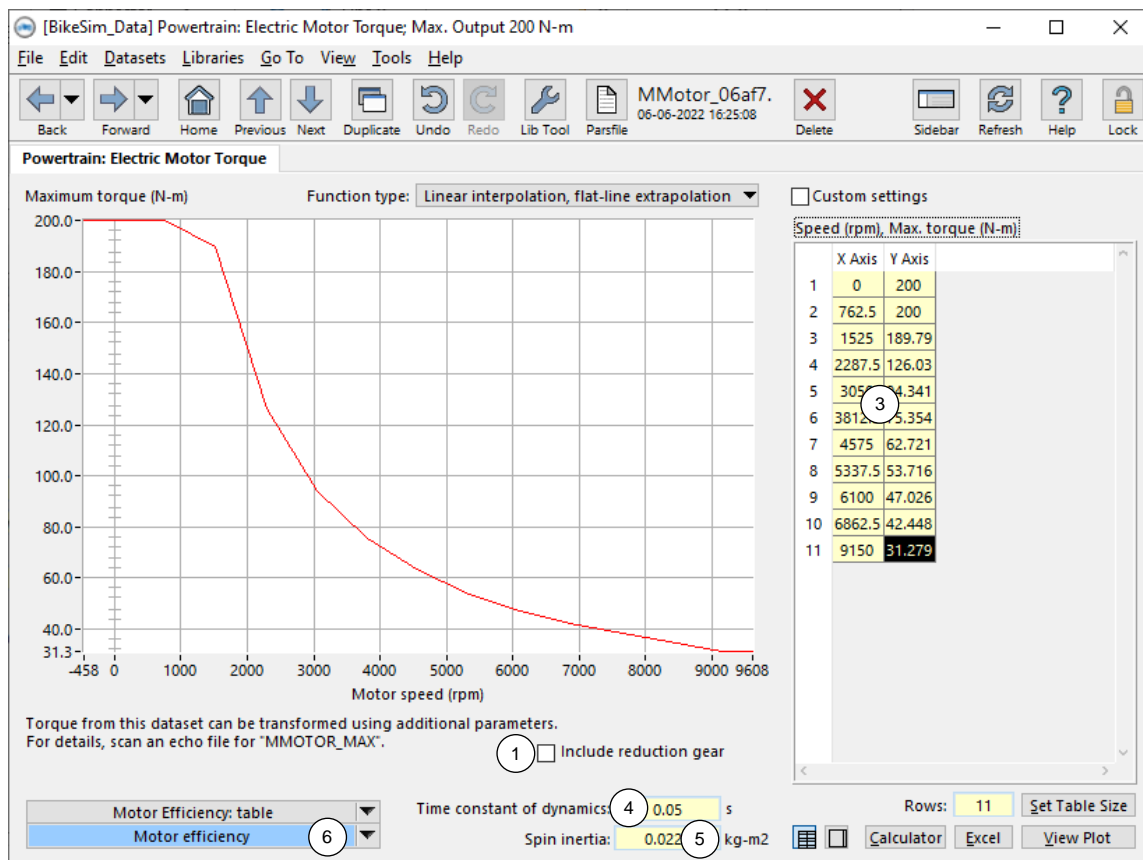 [BikeSim_Data] Powertrain: Electric Motor Torque; Max. Output 200 N-m
File Edit Datasets Libraries Go To View Tools Help
Back Forward Home Previous Next Duplicate Undo Redo Lib Tool Parsfile
MMotor_06af7.
06-06-2022 16:25:08
Delete Sidebar Refresh Help Lock
Powertrain: Electric Motor Torque
Maximum torque (N-m)
Function type: Linear interpolation, flat-line extrapolation
200.0
180.0
160.0
140.0
120.0
100.0
80.0
60.0
40.0
31.3
-458 0 1000 2000 3000 4000 5000 6000 7000 8000 9000 9608
Motor speed (rpm)
Custom settings
Speed (rpm), Max. torque (N-m)
X Axis Y Axis
1 0 200
2 762.5 200
3 1525 189.79
4 2287.5 126.03
5
3
6
7 4575 62.721
8 5337.5 53.716
9 6100 47.026
10 6862.5 42.448
11 9150 31.279
Torque from this dataset can be transformed using additional parameters.
For details, scan an echo file for "MMOTOR_MAX".
1 Include reduction gear
Motor Efficiency: table
Motor efficiency 6
Time constant of dynamics: 4 0.05 s
Spin inertia: 0.022 5 kg-m2
Rows: 11 Set Table Size
Calculator Excel View Plot